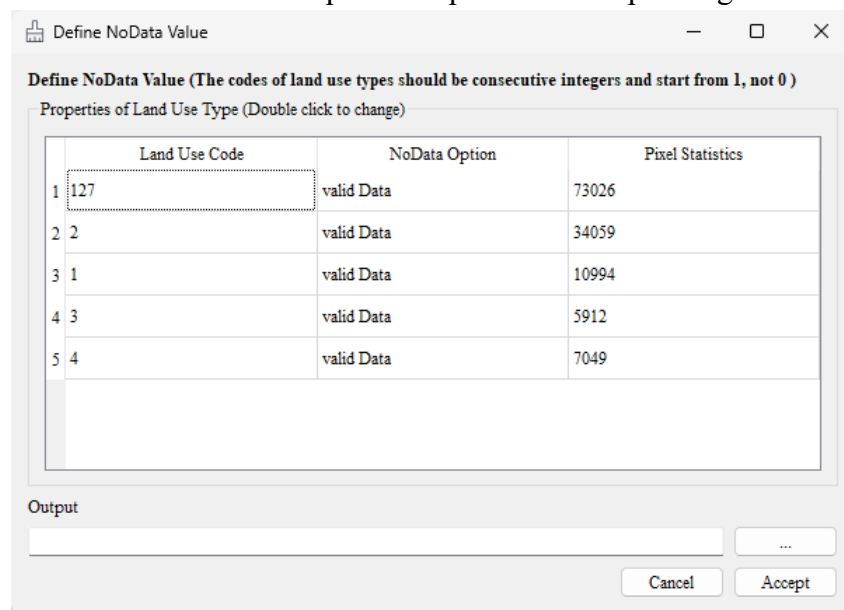 Define NoData Value
Define NoData Value (The codes of land use types should be consecutive integers and start from 1, not 0 )
Properties of Land Use Type (Double click to change)
Land Use Code NoData Option Pixel Statistics
1 127 valid Data 73026
2 2 valid Data 34059
3 1 valid Data 10994
4 3 valid Data 5912
5 4 valid Data 7049
Output
...
Cancel Accept